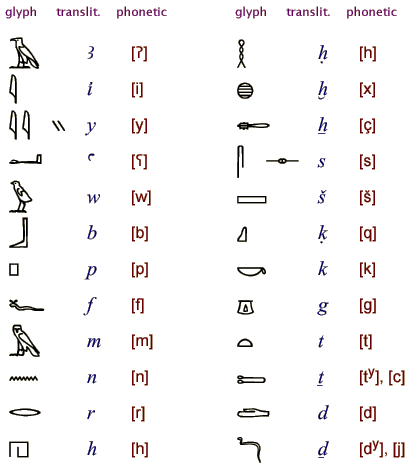 glyph translit. phonetic glyph translit. phonetic
𓄿 ꜣ [ʔ] 𓎛 ḥ [h]
𓇋 i [i] 𓐍 ḫ [x]
𓇌 𓏭 y [y] 𓄡 ẖ [ç]
𓂝 ꜥ [ʕ] 𓋴 𓊃 s [s]
𓅱 w [w] 𓈙 š [š]
𓃀 b [b] 𓈎 ḳ [q]
𓊪 p [p] 𓎡 k [k]
𓆑 f [f] 𓎼 g [g]
𓅓 m [m] 𓏏 t [t]
𓈖 n [n] 𓍿 ṯ [tʸ], [c]
𓂋 r [r] 𓂧 d [d]
𓉔 h [h] 𓆓 ḏ [dʸ], [j]